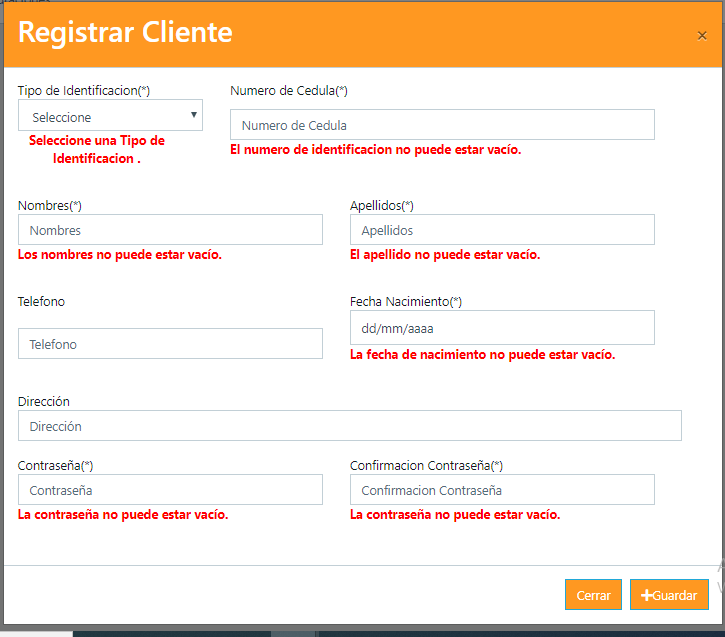 Registrar Cliente
×
Tipo de Identificacion(*)
Numero de Cedula(*)
Seleccione
Numero de Cedula
Seleccione una Tipo de
Identificacion .
El numero de identificacion no puede estar vacío.
Nombres(*)
Apellidos(*)
Nombres
Apellidos
Los nombres no puede estar vacío.
El apellido no puede estar vacío.
Telefono
Fecha Nacimiento(*)
dd/mm/aaaa
Telefono
La fecha de nacimiento no puede estar vacío.
Dirección
Dirección
Contraseña(*)
Confirmacion Contraseña(*)
Contraseña
Confirmacion Contraseña
La contraseña no puede estar vacío.
La contraseña no puede estar vacío.
Cerrar
+Guardar